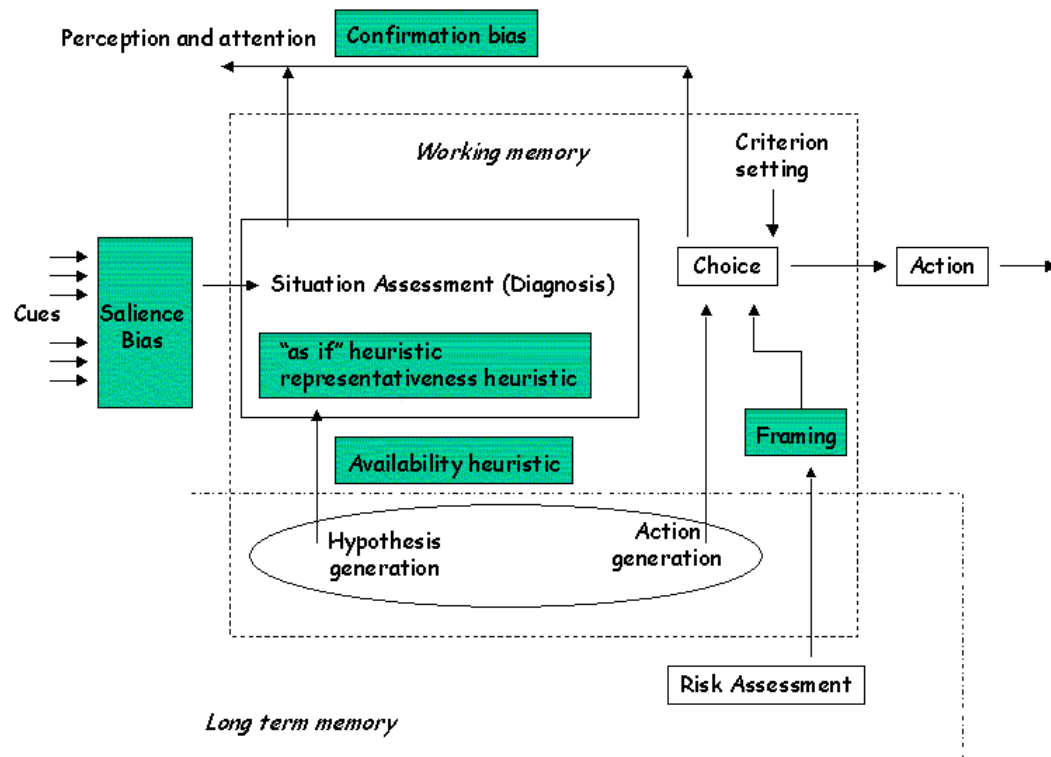 Perception and attention
Confirmation bias
Working memory
Criterion
setting
Cues
Salience
Bias
Situation Assessment (Diagnosis)
"as if" heuristic
representativeness heuristic
Choice
Action
Framing
Availability heuristic
Hypothesis
generation
Action
generation
Risk Assessment
Long term memory